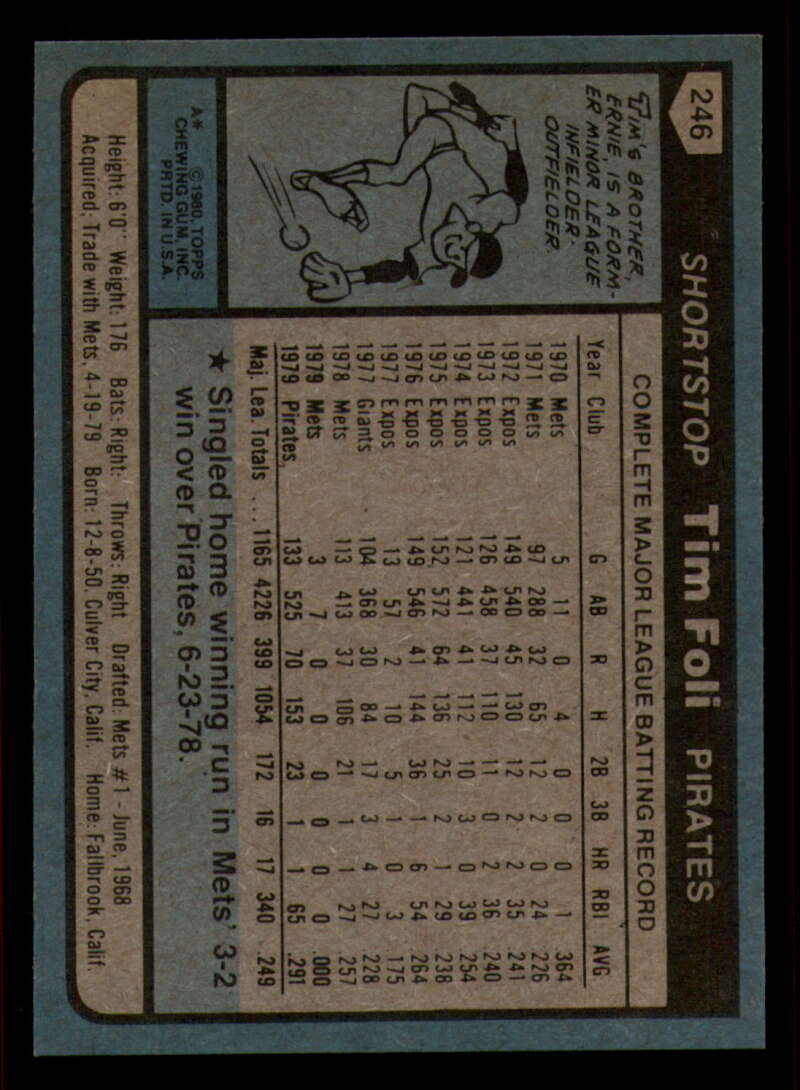 246 SHORTSTOP Tim Foli PIRATES
TIM'S BROTHER,
ERNIE, IS A FORM-
ER MINOR LEAGUE
INFIELDER-
OUTFIELDER.
A* ©1980, TOPPS
CHEWING GUM, INC.
PRTD. IN U.S.A.
COMPLETE MAJOR LEAGUE BATTING RECORD
Year Club G AB R H 2B 3B HR RBI AVG.
1970 Mets 5 11 0 4 0 0 0 1 .364
1971 Mets 97 288 32 65 12 2 0 24 .226
1972 Expos 149 540 45 130 12 2 2 35 .241
1973 Expos 126 458 37 110 11 0 2 36 .240
1974 Expos 121 441 41 112 10 3 0 39 .254
1975 Expos 152 572 64 136 25 2 1 29 .238
1976 Expos 149 546 41 144 36 1 6 54 .264
1977 Expos 13 57 2 10 5 1 0 3 .175
1977 Giants 104 368 30 84 17 3 4 27 .228
1978 Mets 113 413 37 106 21 1 1 27 .257
1979 Mets 3 7 0 0 0 0 0 0 .000
1979 Pirates 133 525 70 153 23 1 1 65 .291
Maj. Lea. Totals ... 1165 4226 399 1054 172 16 17 340 .249
★ Singled home winning run in Mets' 3-2
win over Pirates, 6-23-78.
Height: 6'0" Weight: 176 Bats: Right Throws: Right Drafted: Mets #1 - June, 1968
Acquired: Trade with Mets, 4-19-79 Born: 12-8-50, Culver City, Calif. Home: Fallbrook, Calif.